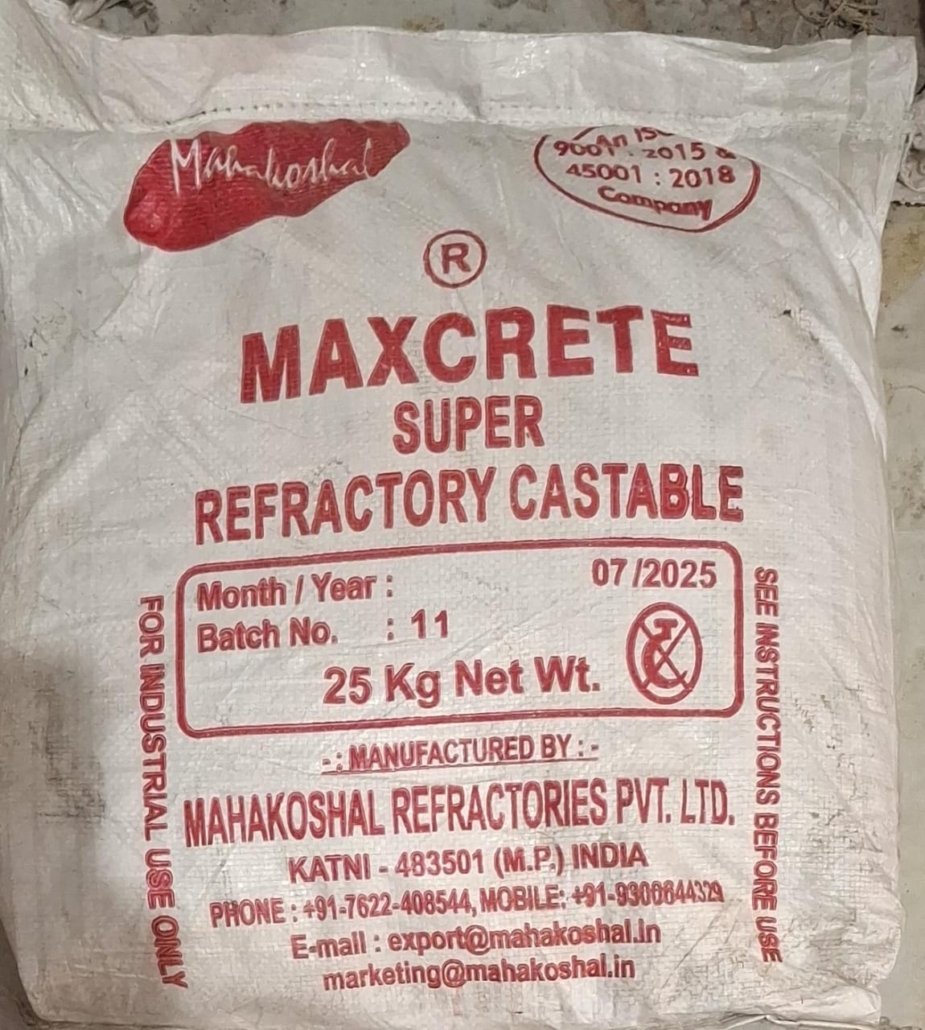 Mahakoshal
An ISO
9001 : 2015 &
45001 : 2018
Company
®
MAXCRETE
SUPER
REFRACTORY CASTABLE
Month / Year : 07/2025
Batch No. : 11
25 Kg Net Wt.
FOR INDUSTRIAL USE ONLY
SEE INSTRUCTIONS BEFORE USE
-: MANUFACTURED BY : -
MAHAKOSHAL REFRACTORIES PVT. LTD.
KATNI - 483501 (M.P.) INDIA
PHONE : +91-7622-408544, MOBILE: +91-9300644329
E-mail : export@mahakoshal.in
marketing@mahakoshal.in